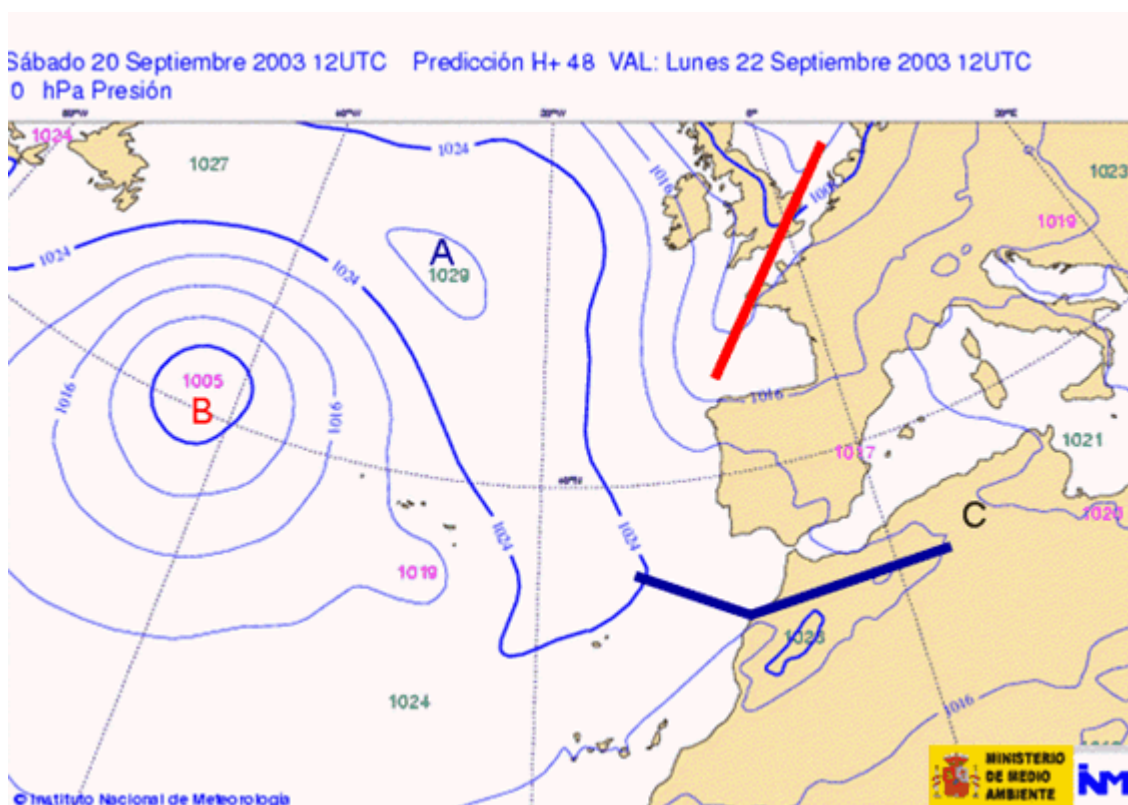 Sábado 20 Septiembre 2003 12UTC Predicción H+ 48 VAL: Lunes 22 Septiembre 2003 12UTC
0 hPa Presión
1024
1027
1024
1016
1008
1023
1019
1024
A
1029
1024
1005
B
1016
1016
1016
1017
1021
1020
C
1024
1024
1019
1024
1016
MINISTERIO
DE MEDIO
AMBIENTE
INM
© Instituto Nacional de Meteorología